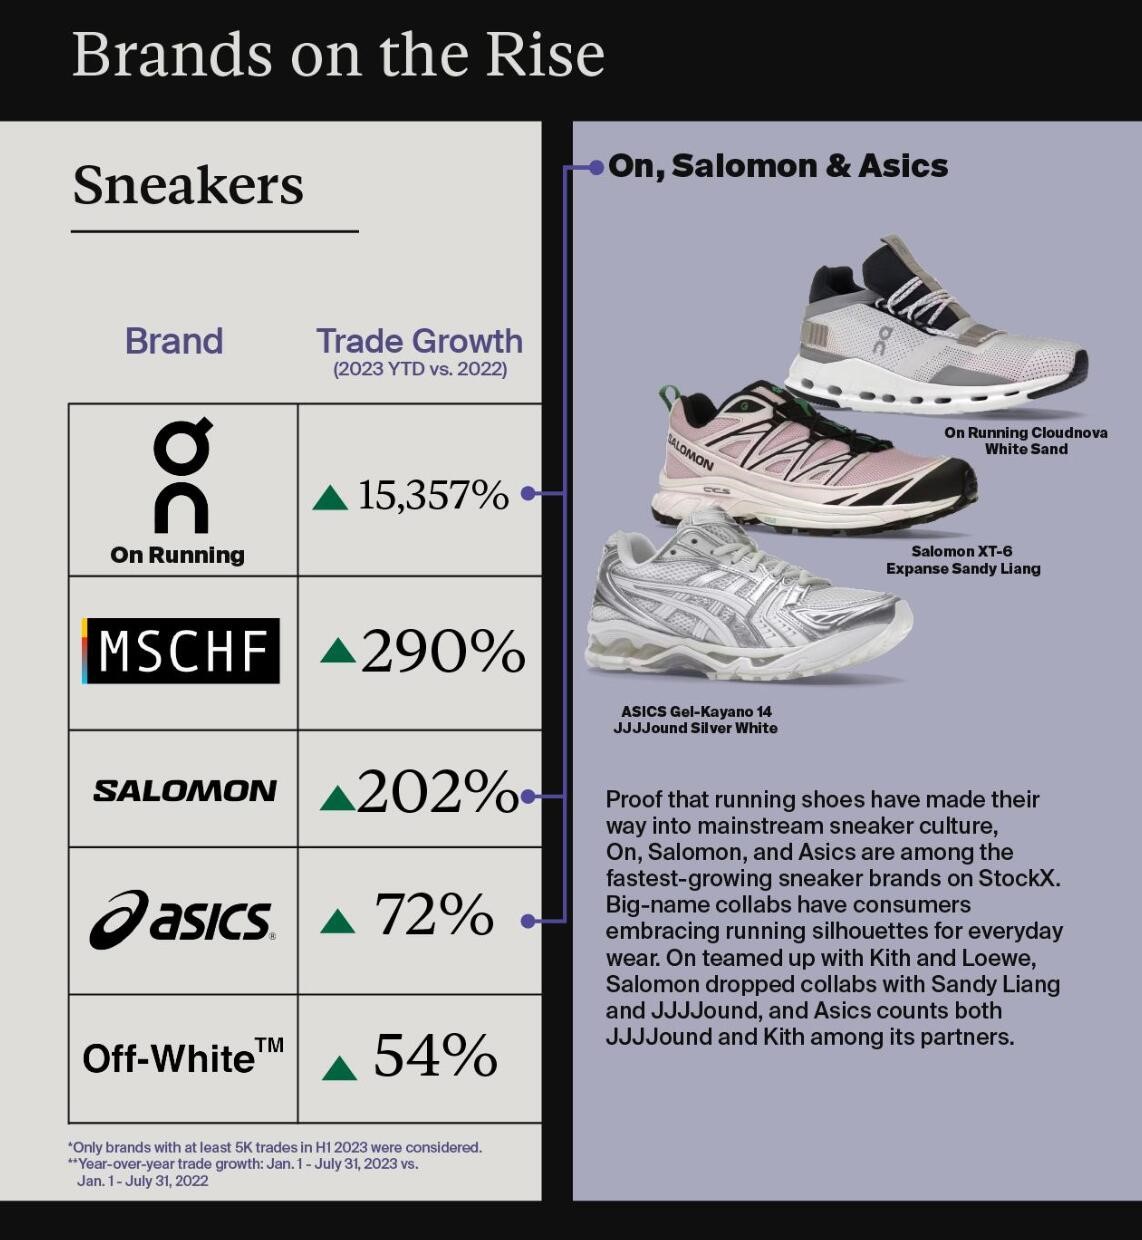 Brands on the Rise
Sneakers
Brand
Trade Growth
(2023 YTD vs. 2022)
On
On Running
15,357%
MSCHF
290%
SALOMON
202%
asics®
72%
Off-White™
54%
*Only brands with at least 5K trades in H1 2023 were considered.
**Year-over-year trade growth: Jan. 1 - July 31, 2023 vs.
Jan. 1 - July 31, 2022
On, Salomon & Asics
On Running Cloudnova
White Sand
SALOMON
Salomon XT-6
Expanse Sandy Liang
ASICS Gel-Kayano 14
JJJJound Silver White
Proof that running shoes have made their
way into mainstream sneaker culture,
On, Salomon, and Asics are among the
fastest-growing sneaker brands on StockX.
Big-name collabs have consumers
embracing running silhouettes for everyday
wear. On teamed up with Kith and Loewe,
Salomon dropped collabs with Sandy Liang
and JJJJound, and Asics counts both
JJJJound and Kith among its partners.